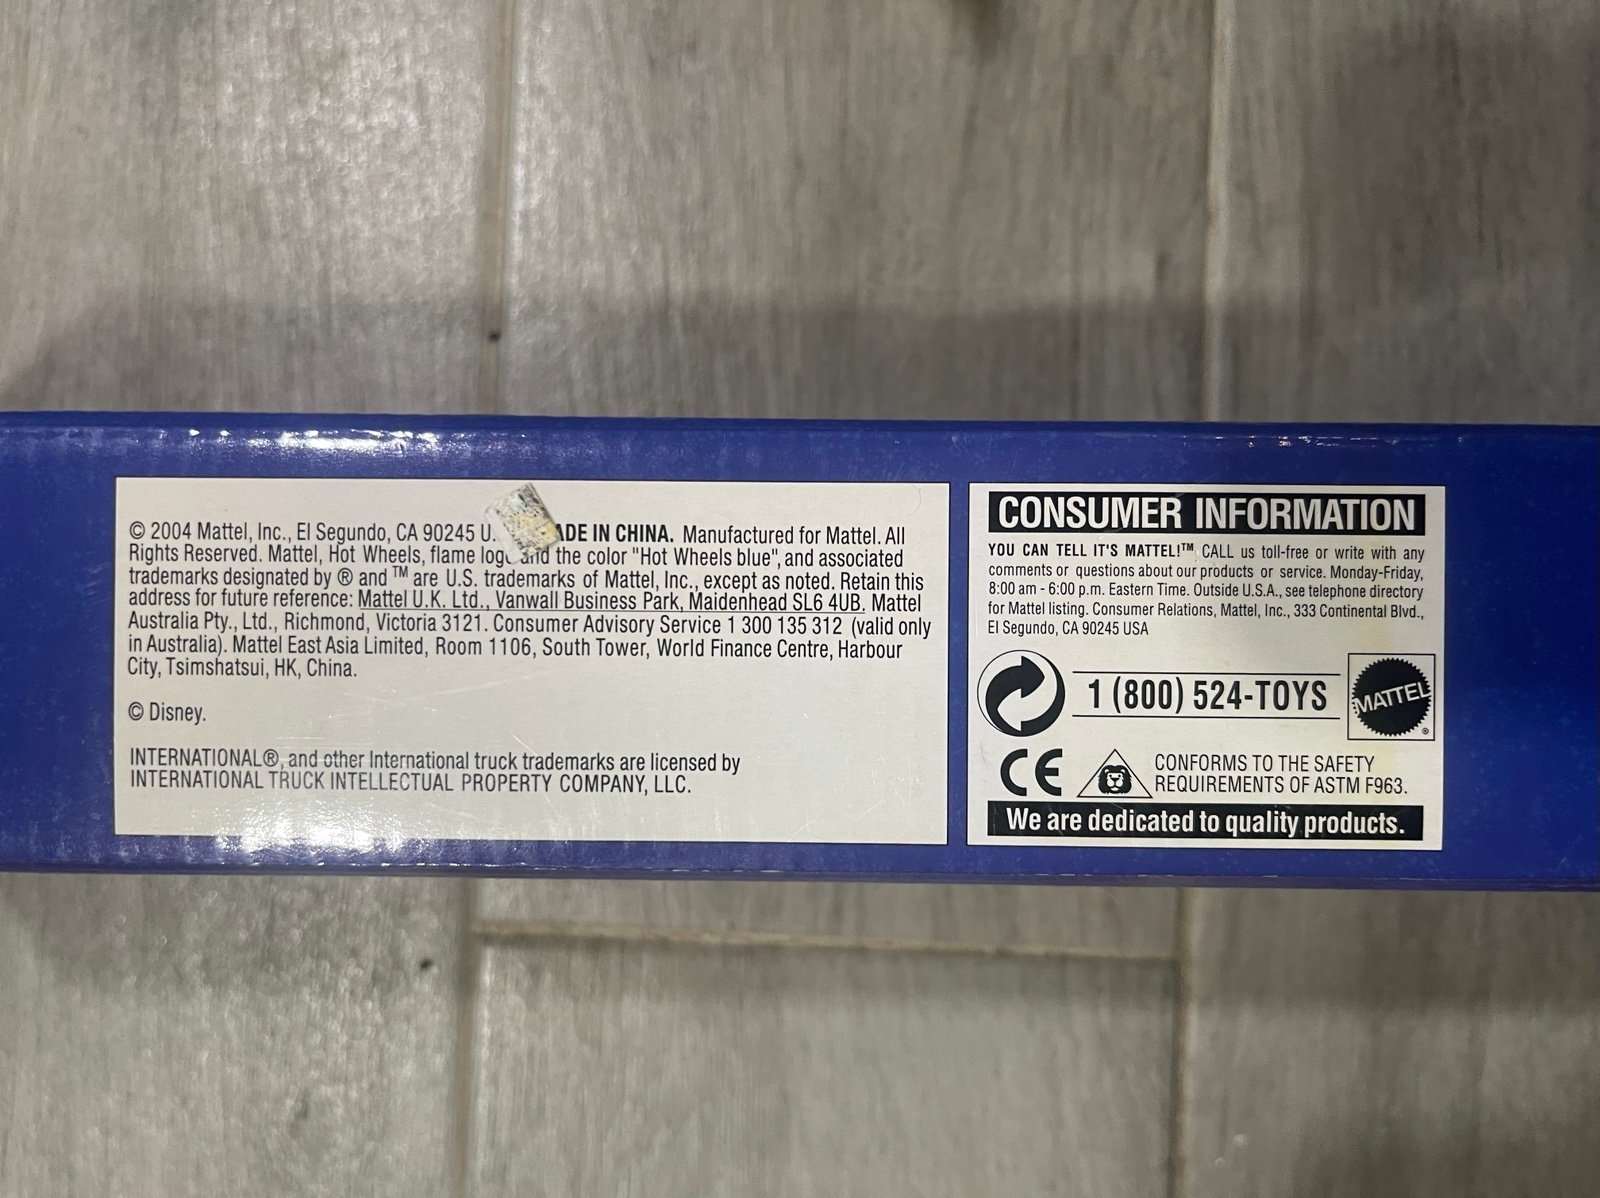 © 2004 Mattel, Inc., El Segundo, CA 90245 IN CHINA. Manufactured for Mattel. All
Rights Reserved. Mattel, Hot Wheels, flame and the color "Hot Wheels blue", and associated
trademarks designated by ® and ™ are U.S. trademarks of Mattel, Inc., except as noted. Retain this
address for future reference: Mattel U.K. Ltd., Vanwall Business Park, Maidenhead SL6 4UB. Mattel
Australia Pty., Ltd., Richmond, Victoria 3121. Consumer Advisory Service 1 300 135 312 (valid only
in Australia). Mattel East Asia Limited, Room 1106, South Tower, World Finance Centre, Harbour
City, Tsimshatsui, HK, China.
© Disney.
INTERNATIONAL®, and other International truck trademarks are licensed by
INTERNATIONAL TRUCK INTELLECTUAL PROPERTY COMPANY, LLC.
CONSUMER INFORMATION
YOU CAN TELL IT'S MATTEL!™ CALL us toll-free or write with any
comments or questions about our products or service. Monday-Friday,
8:00 am - 6:00 p.m. Eastern Time. Outside U.S.A., see telephone directory
for Mattel listing. Consumer Relations, Mattel, Inc., 333 Continental Blvd.,
El Segundo, CA 90245 USA
1 (800) 524-TOYS
MATTEL®
CE
CONFORMS TO THE SAFETY
REQUIREMENTS OF ASTM F963.
We are dedicated to quality products.